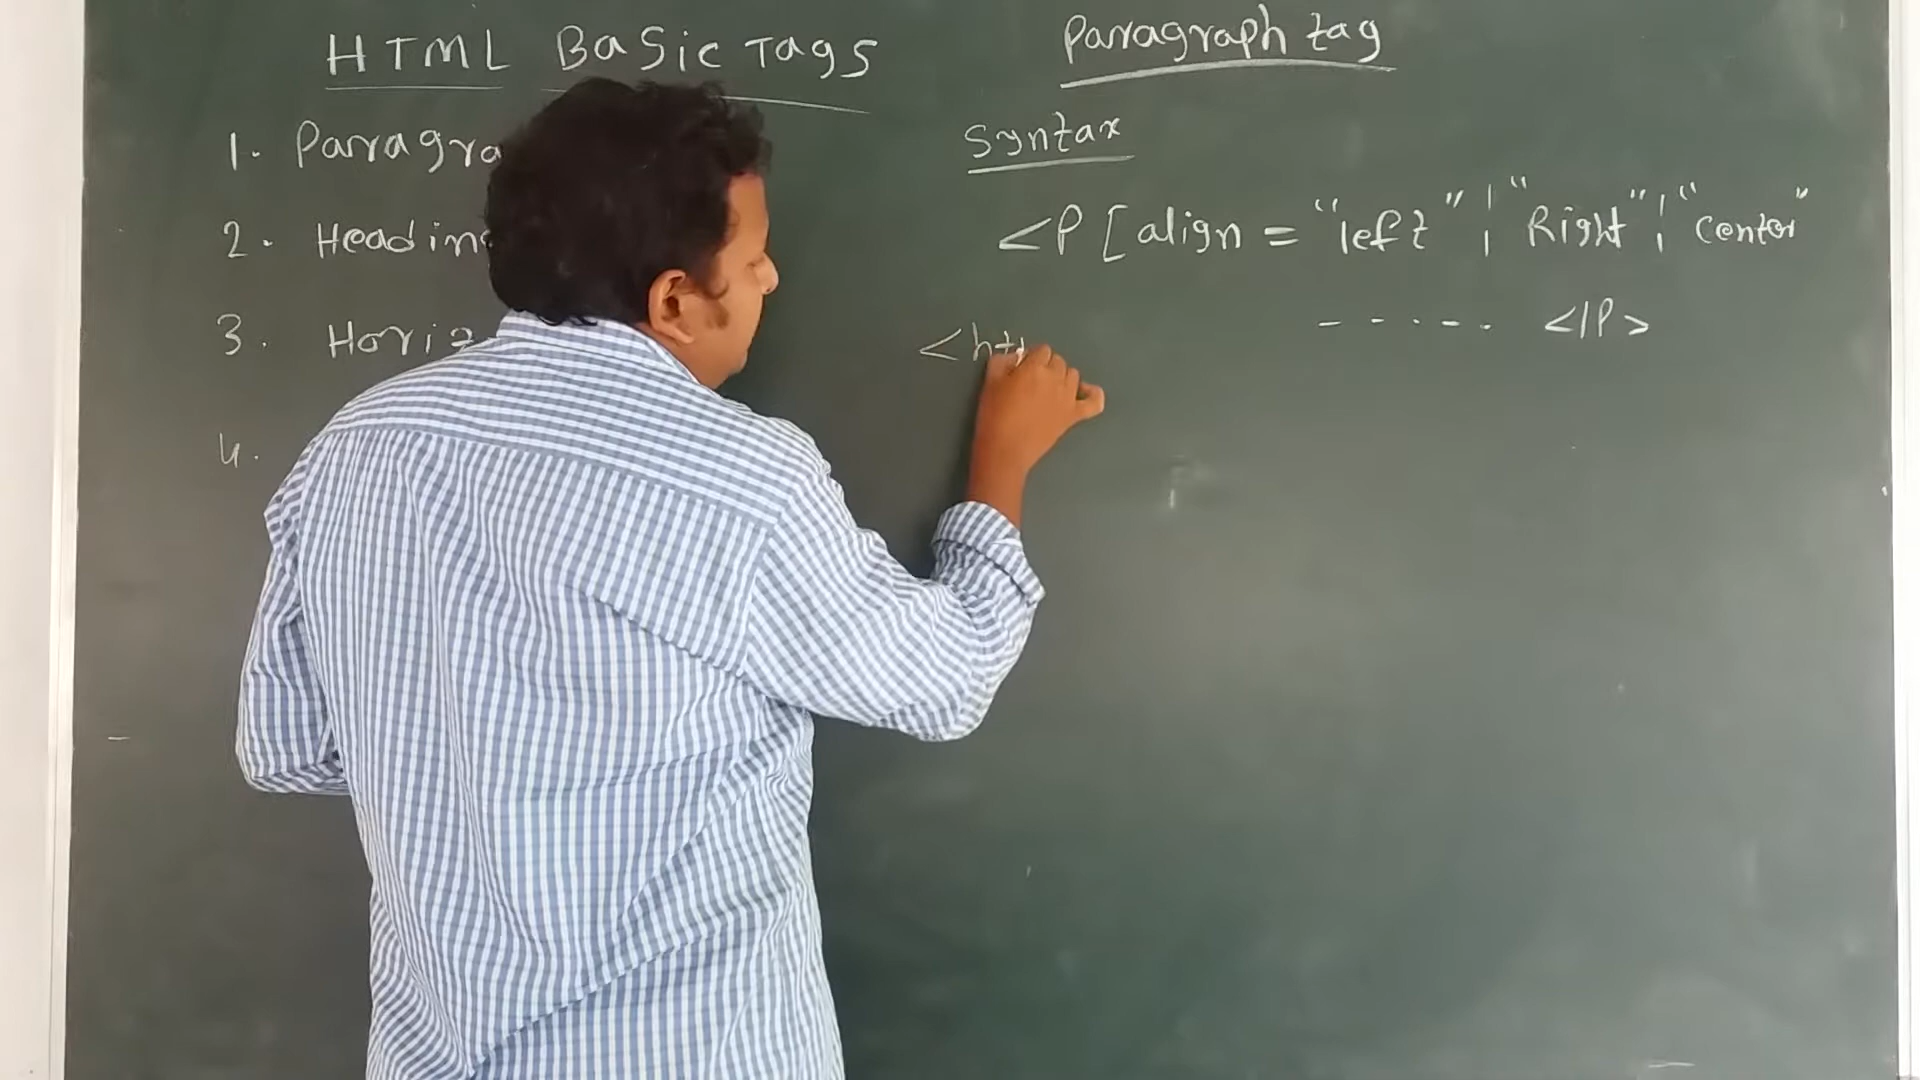 HTML Basic Tags
1. Paragra
2. Heading
3. Horiz
4.
Paragraph tag
Syntax
<P [align = "left" | "Right" | "Center"
- - - - - </P>
<ht